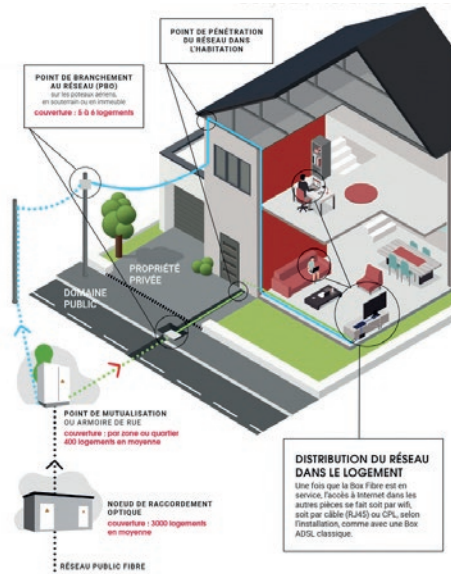 POINT DE PÉNÉTRATION
DU RÉSEAU DANS
L'HABITATION
POINT DE BRANCHEMENT
AU RÉSEAU (PBO)
sur les poteaux aériens,
en souterrain ou en immeuble
couverture : 5 à 6 logements
PROPRIÉTÉ
PRIVÉE
DOMAINE
PUBLIC
POINT DE MUTUALISATION
OU ARMOIRE DE RUE
couverture : par zone ou quartier
400 logements en moyenne
NOEUD DE RACCORDEMENT
OPTIQUE
couverture : 3000 logements
en moyenne
RÉSEAU PUBLIC FIBRE
DISTRIBUTION DU RÉSEAU
DANS LE LOGEMENT
Une fois que la Box Fibre est en
service, l'accès à Internet dans les
autres pièces se fait soit par wifi,
soit par câble (RJ45) ou CPL, selon
l'installation, comme avec une Box
ADSL classique.